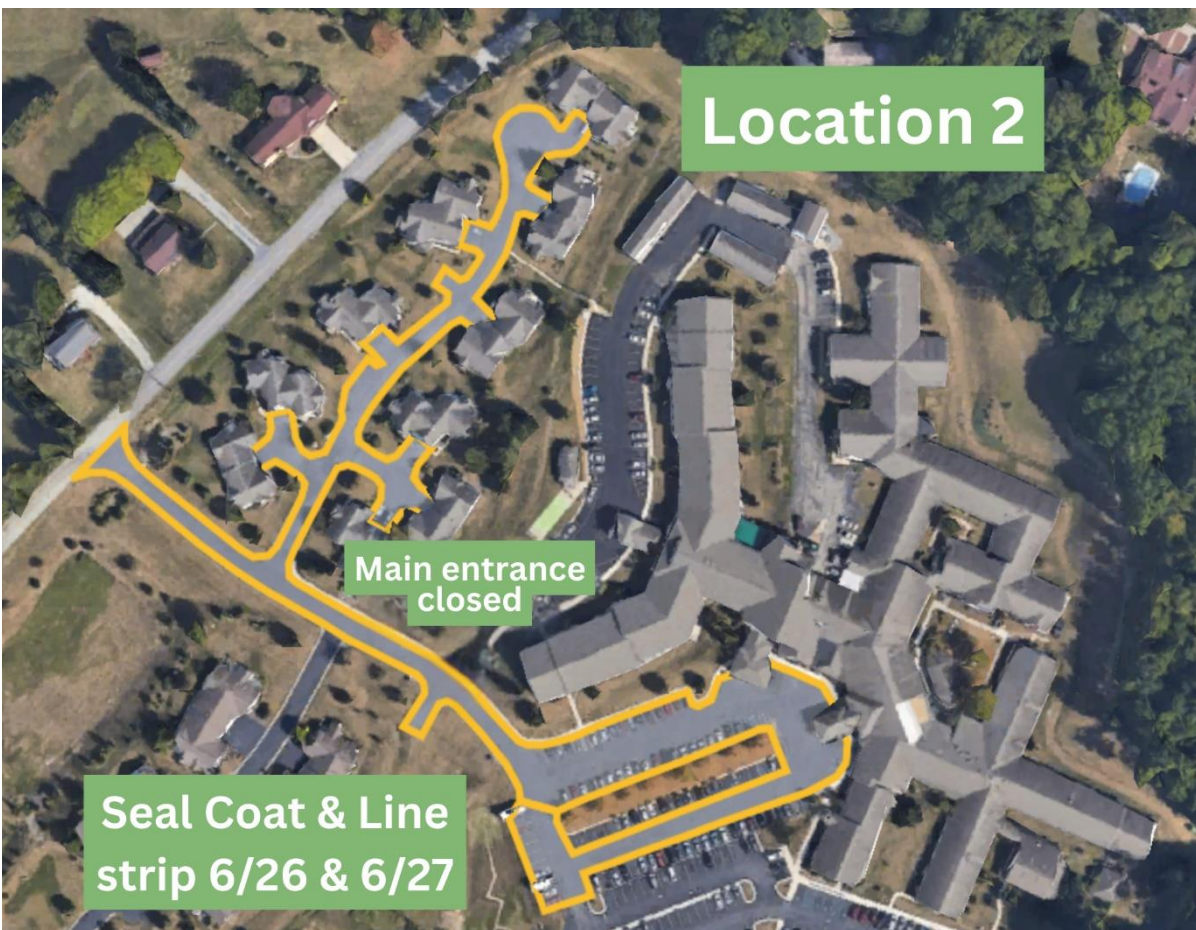 Location 2
Main entrance
closed
Seal Coat & Line
strip 6/26 & 6/27